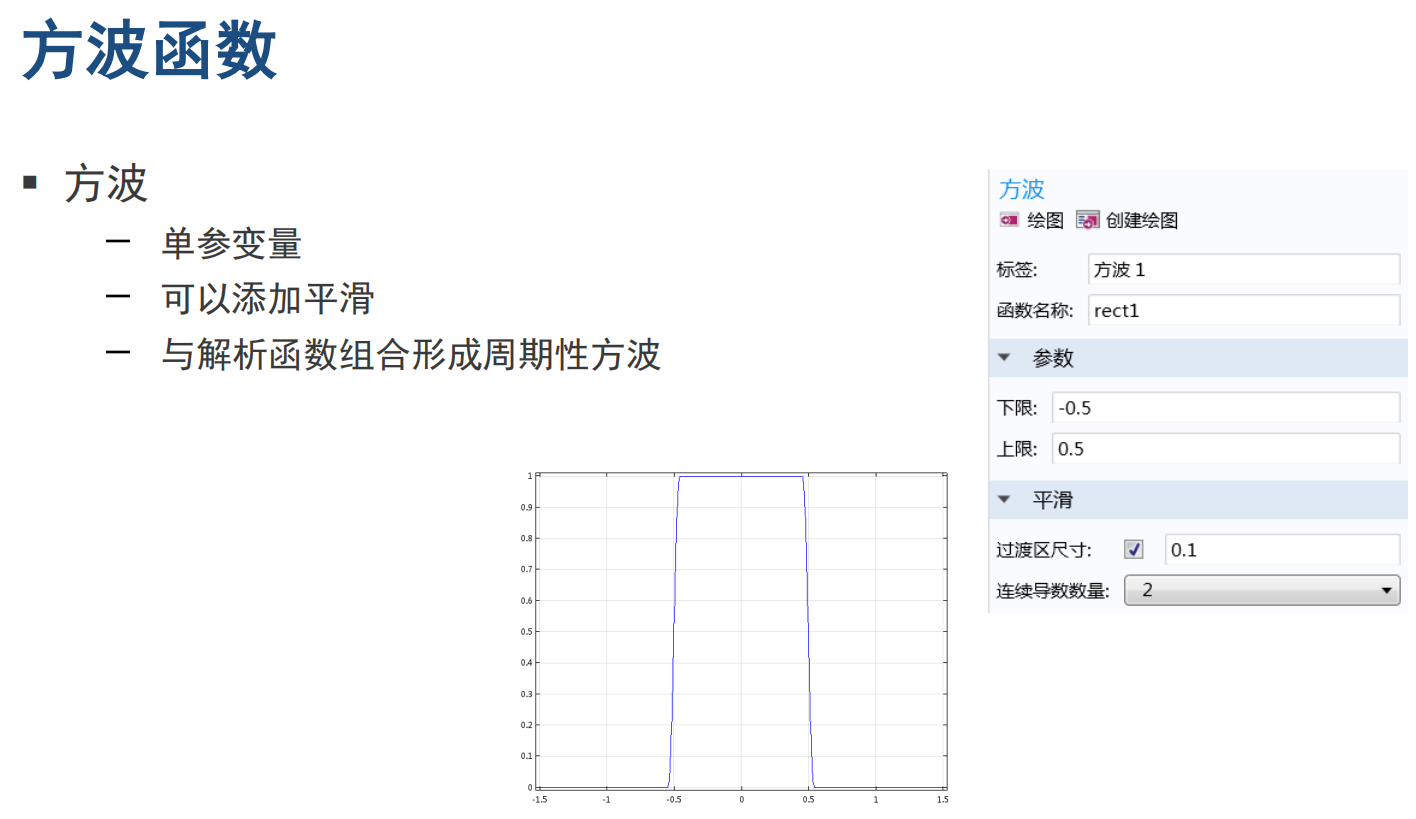 方波函数
▪ 方波
– 单参变量
– 可以添加平滑
– 与解析函数组合形成周期性方波
方波
绘图 创建绘图
标签: 方波 1
函数名称: rect1
参数
下限: -0.5
上限: 0.5
平滑
过渡区尺寸: 0.1
连续导数数量: 2
1
0.9
0.8
0.7
0.6
0.5
0.4
0.3
0.2
0.1
0
-1.5 -1 -0.5 0 0.5 1 1.5